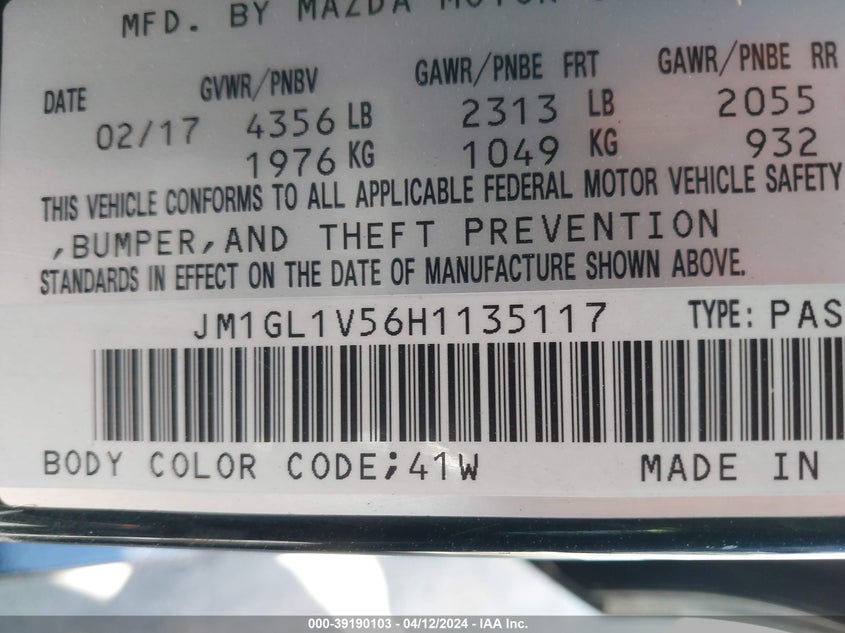 MFD. BY MAZDA MOTOR
DATE GVWR/PNBV GAWR/PNBE FRT GAWR/PNBE RR
02/17 4356 LB 2313 LB 2055
1976 KG 1049 KG 932
THIS VEHICLE CONFORMS TO ALL APPLICABLE FEDERAL MOTOR VEHICLE SAFETY
,BUMPER,AND THEFT PREVENTION
STANDARDS IN EFFECT ON THE DATE OF MANUFACTURE SHOWN ABOVE.
JM1GL1V56H1135117 TYPE: PAS
BODY COLOR CODE;41W MADE IN
000-39190103 - 04/12/2024 - IAA Inc.